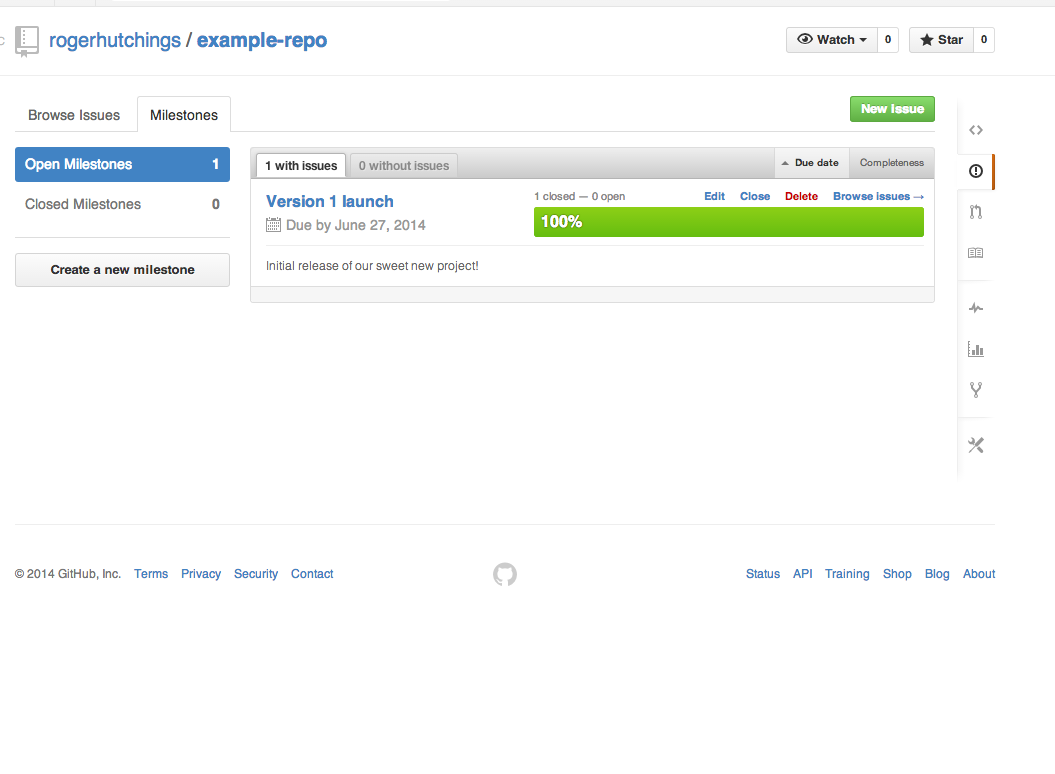 rogerhutchings / example-repo
Watch 0 Star 0
Browse Issues Milestones
New Issue
Open Milestones 1
Closed Milestones 0
Create a new milestone
1 with issues 0 without issues
Due date Completeness
Version 1 launch
Due by June 27, 2014
1 closed — 0 open
Edit Close Delete Browse issues →
100%
Initial release of our sweet new project!
© 2014 GitHub, Inc. Terms Privacy Security Contact
Status API Training Shop Blog About